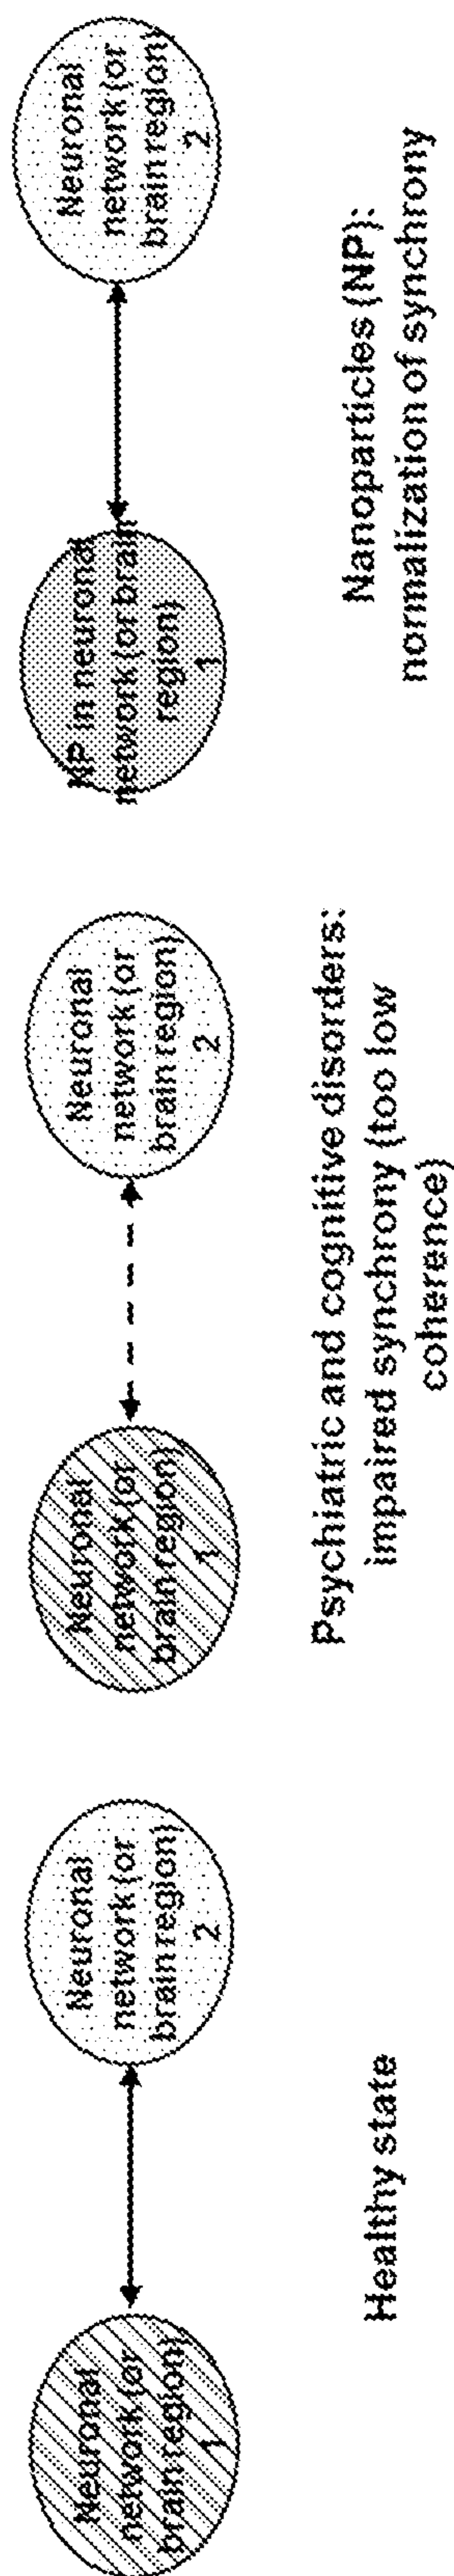 Neuronal
network (or
brain region)
1
Neuronal
network (or
brain region)
2
Healthy state
Neuronal
network (or
brain region)
1
Neuronal
network (or
brain region)
2
Psychiatric and cognitive disorders:
impaired synchrony (too low
coherence)
NP in neuronal
network (or brain
region)
1
Neuronal
network (or
brain region)
2
Nanoparticles (NP):
normalization of synchrony